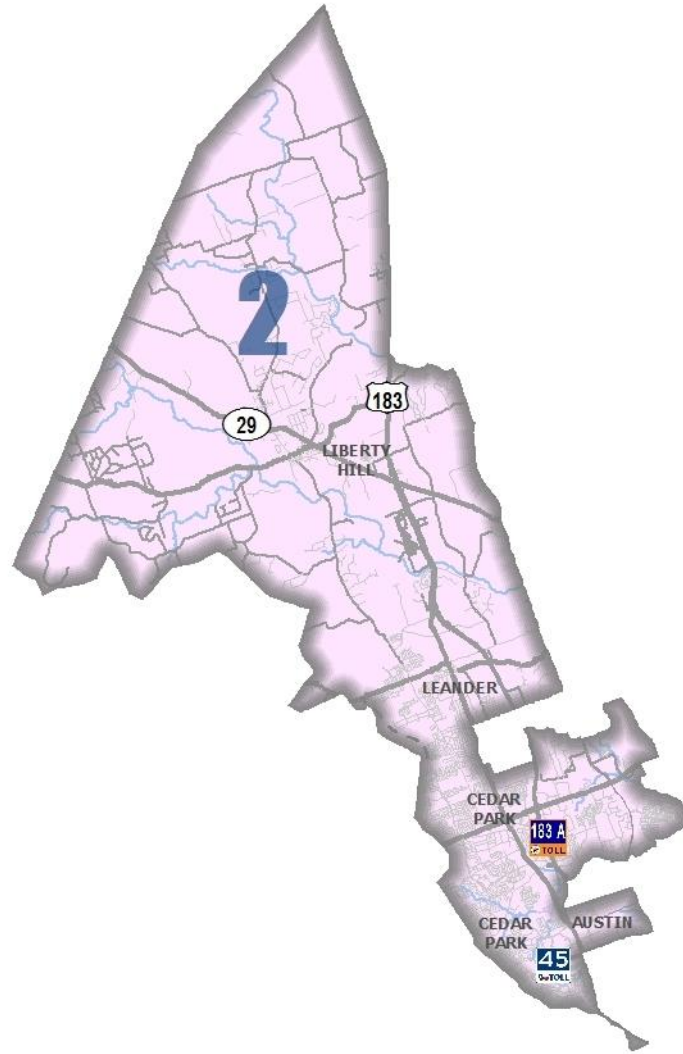 2
29
183
LIBERTY
HILL
LEANDER
CEDAR
PARK
183 A
TOLL
CEDAR
PARK
AUSTIN
45
TOLL